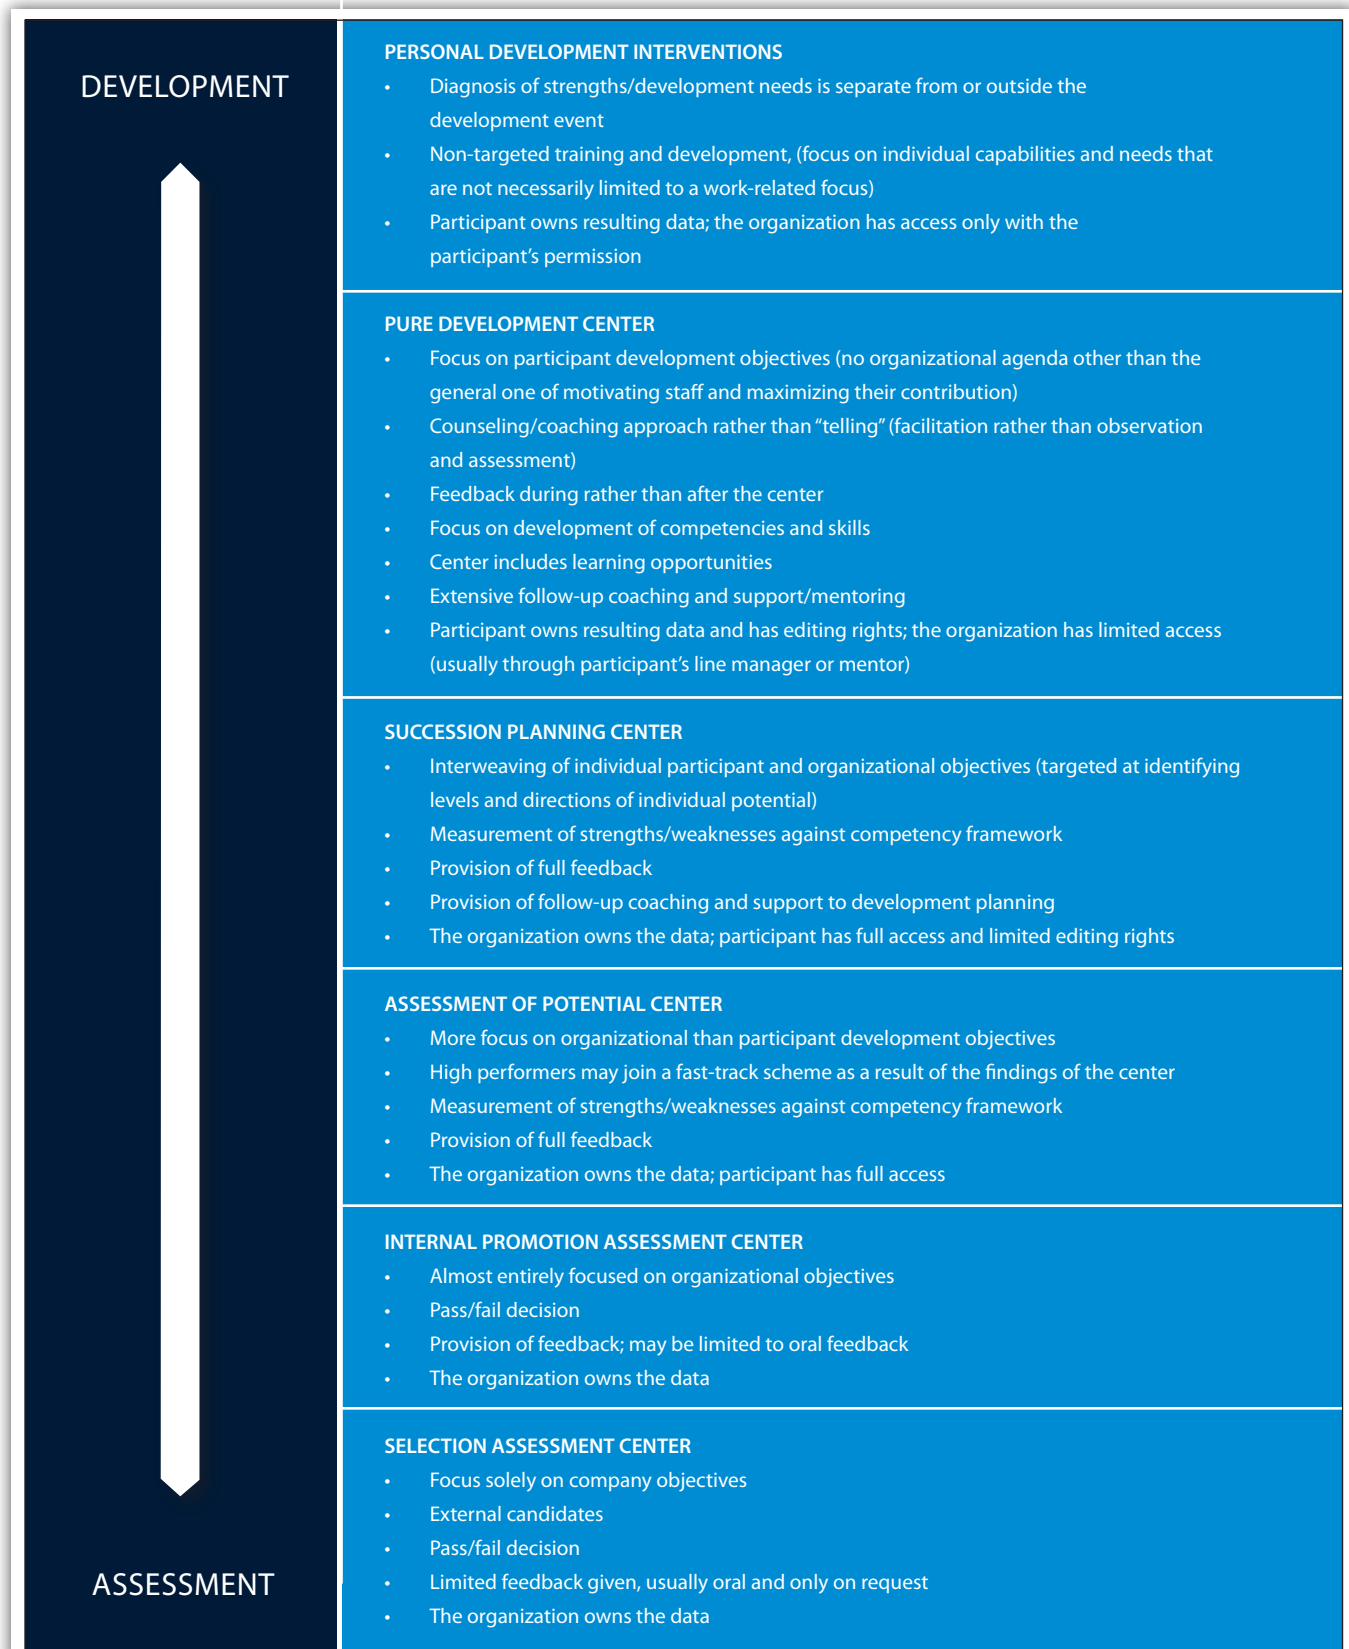 DEVELOPMENT
PERSONAL DEVELOPMENT INTERVENTIONS
• Diagnosis of strengths/development needs is separate from or outside the
development event
• Non-targeted training and development, (focus on individual capabilities and needs that
are not necessarily limited to a work-related focus)
• Participant owns resulting data; the organization has access only with the
participant's permission
PURE DEVELOPMENT CENTER
• Focus on participant development objectives (no organizational agenda other than the
general one of motivating staff and maximizing their contribution)
• Counseling/coaching approach rather than “telling” (facilitation rather than observation
and assessment)
• Feedback during rather than after the center
• Focus on development of competencies and skills
• Center includes learning opportunities
• Extensive follow-up coaching and support/mentoring
• Participant owns resulting data and has editing rights; the organization has limited access
(usually through participant's line manager or mentor)
SUCCESSION PLANNING CENTER
• Interweaving of individual participant and organizational objectives (targeted at identifying
levels and directions of individual potential)
• Measurement of strengths/weaknesses against competency framework
• Provision of full feedback
• Provision of follow-up coaching and support to development planning
• The organization owns the data; participant has full access and limited editing rights
ASSESSMENT OF POTENTIAL CENTER
• More focus on organizational than participant development objectives
• High performers may join a fast-track scheme as a result of the findings of the center
• Measurement of strengths/weaknesses against competency framework
• Provision of full feedback
• The organization owns the data; participant has full access
INTERNAL PROMOTION ASSESSMENT CENTER
• Almost entirely focused on organizational objectives
• Pass/fail decision
• Provision of feedback; may be limited to oral feedback
• The organization owns the data
SELECTION ASSESSMENT CENTER
• Focus solely on company objectives
• External candidates
• Pass/fail decision
• Limited feedback given, usually oral and only on request
• The organization owns the data
ASSESSMENT